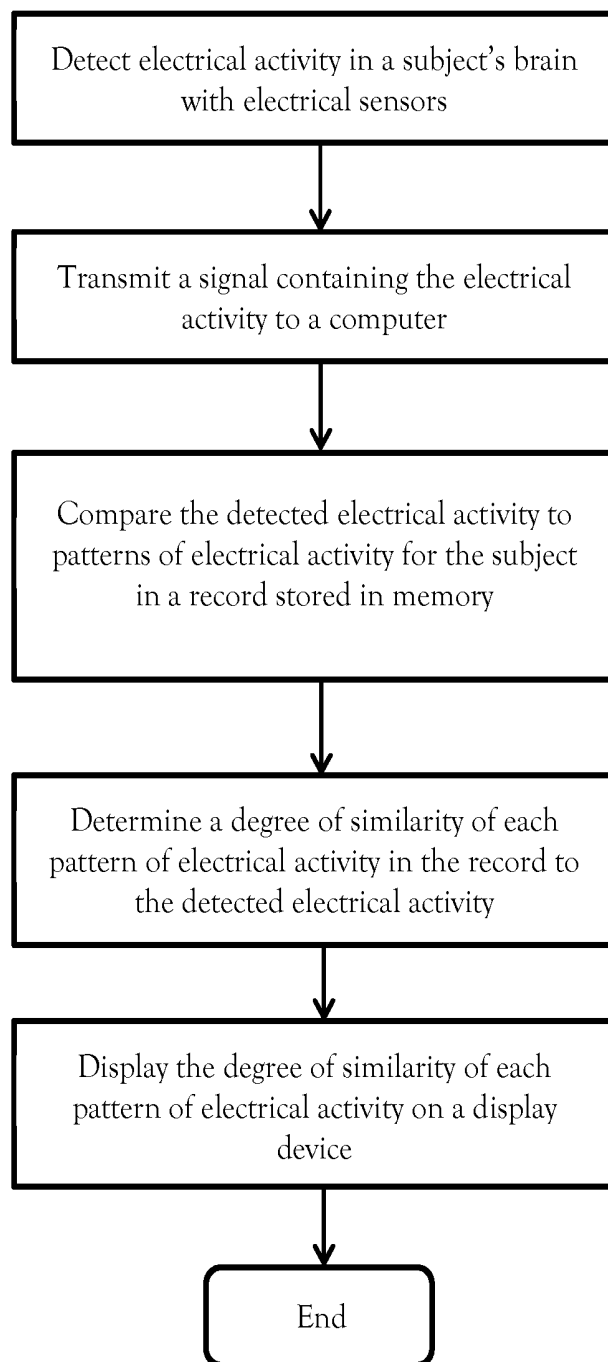 Detect electrical activity in a subject’s brain
with electrical sensors
Transmit a signal containing the electrical
activity to a computer
Compare the detected electrical activity to
patterns of electrical activity for the subject
in a record stored in memory
Determine a degree of similarity of each
pattern of electrical activity in the record to
the detected electrical activity
Display the degree of similarity of each
pattern of electrical activity on a display
device
End